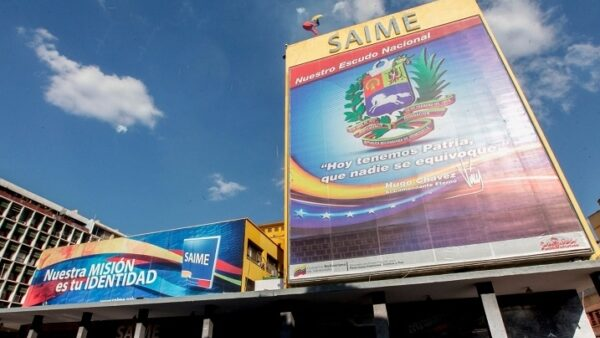 SAIME
Nuestro Escudo Nacional
"Hoy tenemos Patria,
que nadie se equivoque."
Hugo Chávez
Nuestra MISIÓN
es tu IDENTIDAD
SAIME
SAIME